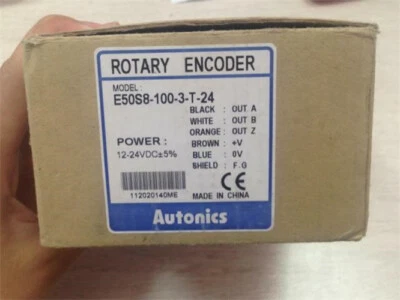 ROTARY ENCODER
MODEL:
E50S8-100-3-T-24
BLACK : OUT A
WHITE : OUT B
ORANGE : OUT Z
BROWN : +V
BLUE : 0V
SHIELD : F.G
POWER :
12-24VDC±5%
112020140ME
CE
MADE IN CHINA
Autonics